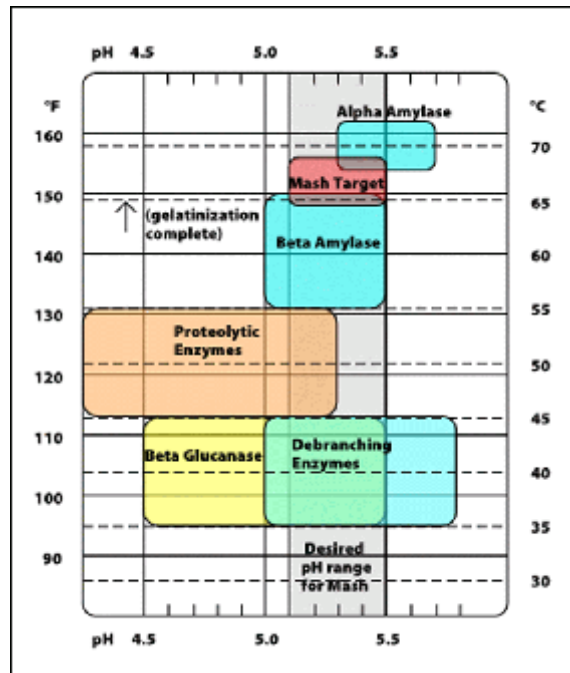 pH 4.5 5.0 5.5
°F °C
Alpha Amylase
160 70
Mash Target
150 65
(gelatinization
complete)
Beta Amylase
140 60
130 55
Proteolytic
Enzymes
50
120
45
110
Beta Glucanase
Debranching
Enzymes
40
100
35
Desired
pH range
for Mash
90
30
pH 4.5 5.0 5.5